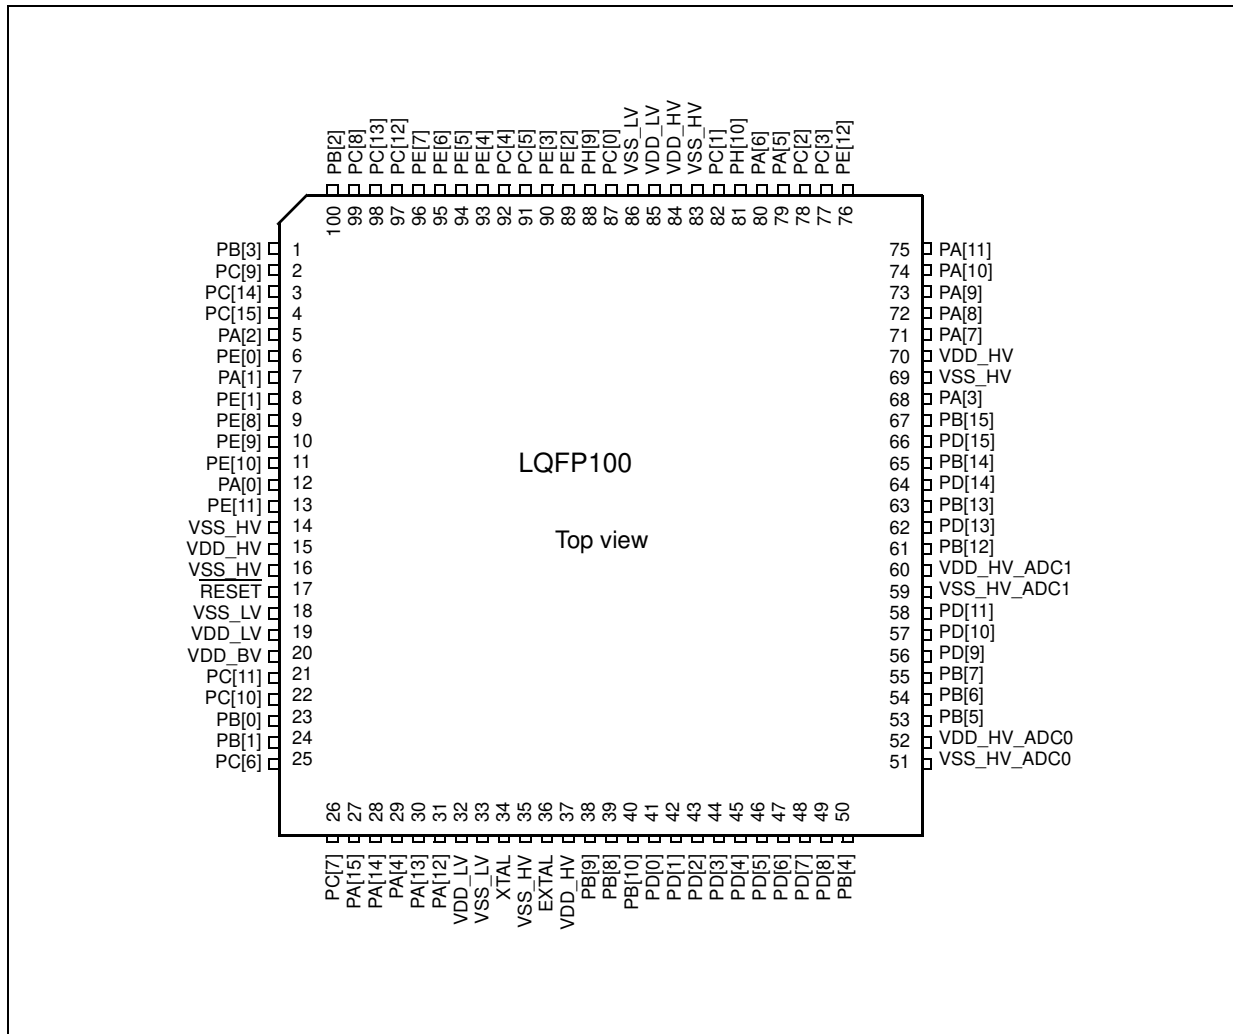 PB[2]
PC[8]
PC[13]
PC[12]
PE[7]
PE[6]
PE[5]
PE[4]
PC[4]
PC[5]
PE[3]
PE[2]
PH[9]
PC[0]
VSS_LV
VDD_LV
VDD_HV
VSS_HV
PC[1]
PH[10]
PA[6]
PA[5]
PC[2]
PC[3]
PE[12]
100
99
98
97
96
95
94
93
92
91
90
89
88
87
86
85
84
83
82
81
80
79
78
77
76
PB[3] 1
PC[9] 2
PC[14] 3
PC[15] 4
PA[2] 5
PE[0] 6
PA[1] 7
PE[1] 8
PE[8] 9
PE[9] 10
PE[10] 11
PA[0] 12
PE[11] 13
VSS_HV 14
VDD_HV 15
VSS_HV 16
RESET 17
VSS_LV 18
VDD_LV 19
VDD_BV 20
PC[11] 21
PC[10] 22
PB[0] 23
PB[1] 24
PC[6] 25
LQFP100
Top view
75 PA[11]
74 PA[10]
73 PA[9]
72 PA[8]
71 PA[7]
70 VDD_HV
69 VSS_HV
68 PA[3]
67 PB[15]
66 PD[15]
65 PB[14]
64 PD[14]
63 PB[13]
62 PD[13]
61 PB[12]
60 VDD_HV_ADC1
59 VSS_HV_ADC1
58 PD[11]
57 PD[10]
56 PD[9]
55 PB[7]
54 PB[6]
53 PB[5]
52 VDD_HV_ADC0
51 VSS_HV_ADC0
26
27
28
29
30
31
32
33
34
35
36
37
38
39
40
41
42
43
44
45
46
47
48
49
50
PC[7]
PA[15]
PA[14]
PA[4]
PA[13]
PA[12]
VDD_LV
VSS_LV
XTAL
VSS_HV
EXTAL
VDD_HV
PB[9]
PB[8]
PB[10]
PD[0]
PD[1]
PD[2]
PD[3]
PD[4]
PD[5]
PD[6]
PD[7]
PD[8]
PB[4]